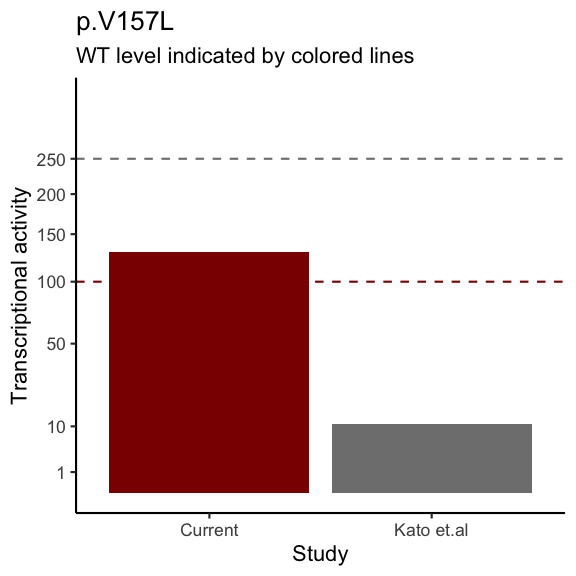 p.V157L
WT level indicated by colored lines
Transcriptional activity
250
200
150
100
50
10
1
Current
Kato et.al
Study